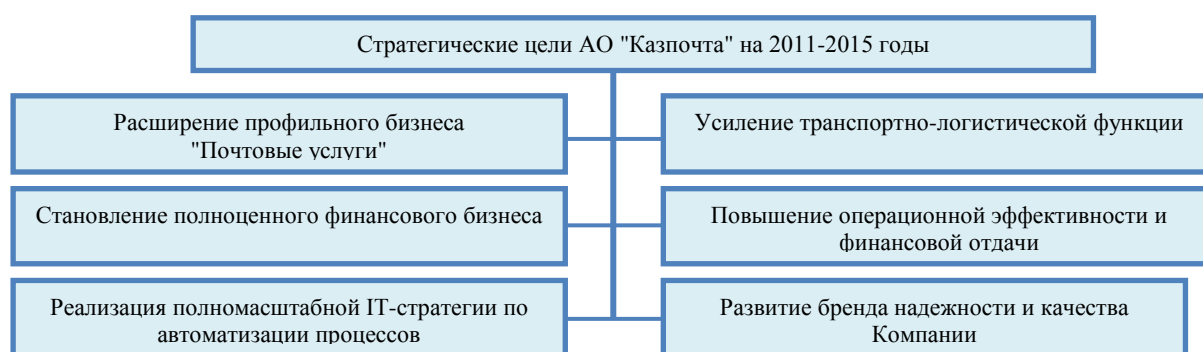 Стратегические цели АО "Казпочта" на 2011-2015 годы
Расширение профильного бизнеса
"Почтовые услуги"
Усиление транспортно-логистической функции
Становление полноценного финансового бизнеса
Повышение операционной эффективности и
финансовой отдачи
Реализация полномасштабной IT-стратегии по
автоматизации процессов
Развитие бренда надежности и качества
Компании